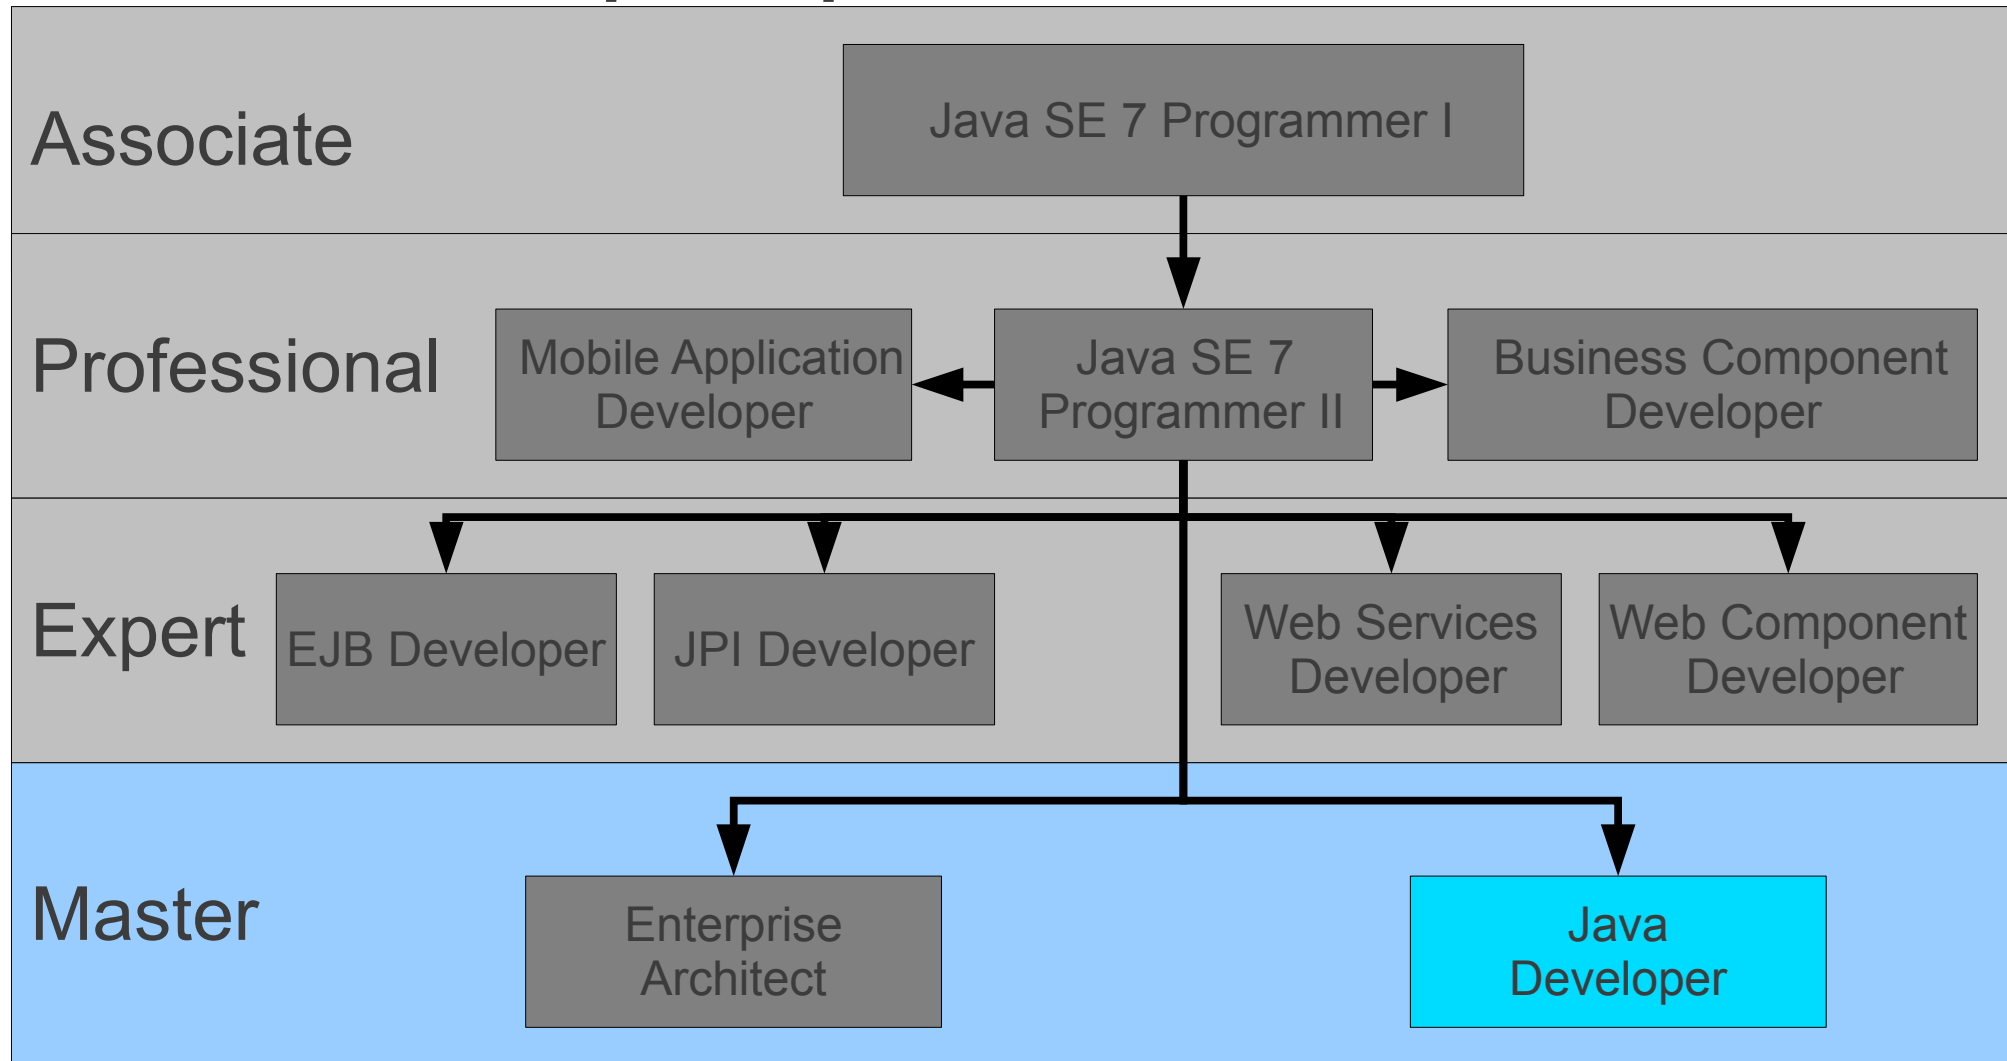 Associate
Java SE 7 Programmer I
Professional
Mobile Application
Developer
Java SE 7
Programmer II
Business Component
Developer
Expert
EJB Developer
JPI Developer
Web Services
Developer
Web Component
Developer
Master
Enterprise
Architect
Java
Developer